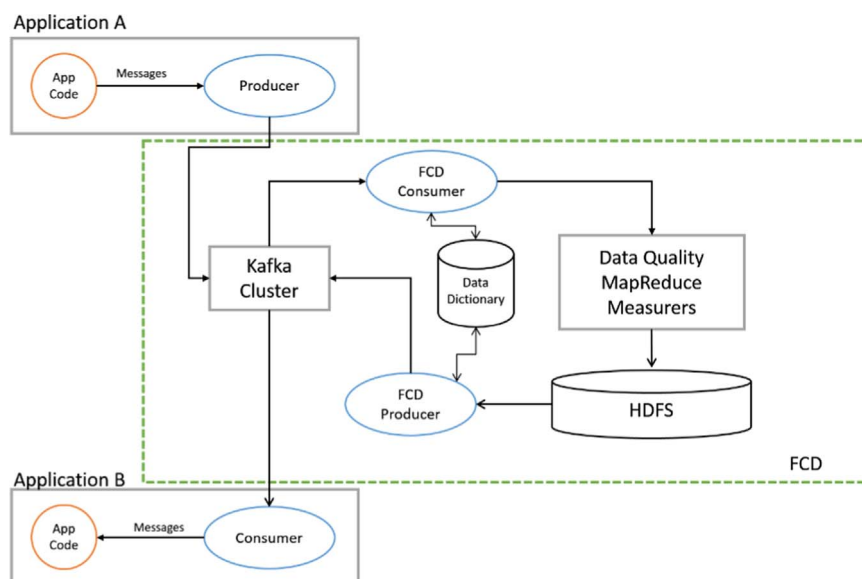 Application A
App
Code
Messages
Producer
FCD
Consumer
Kafka
Cluster
Data
Dictionary
Data Quality
MapReduce
Measurers
FCD
Producer
HDFS
FCD
Application B
App
Code
Messages
Consumer